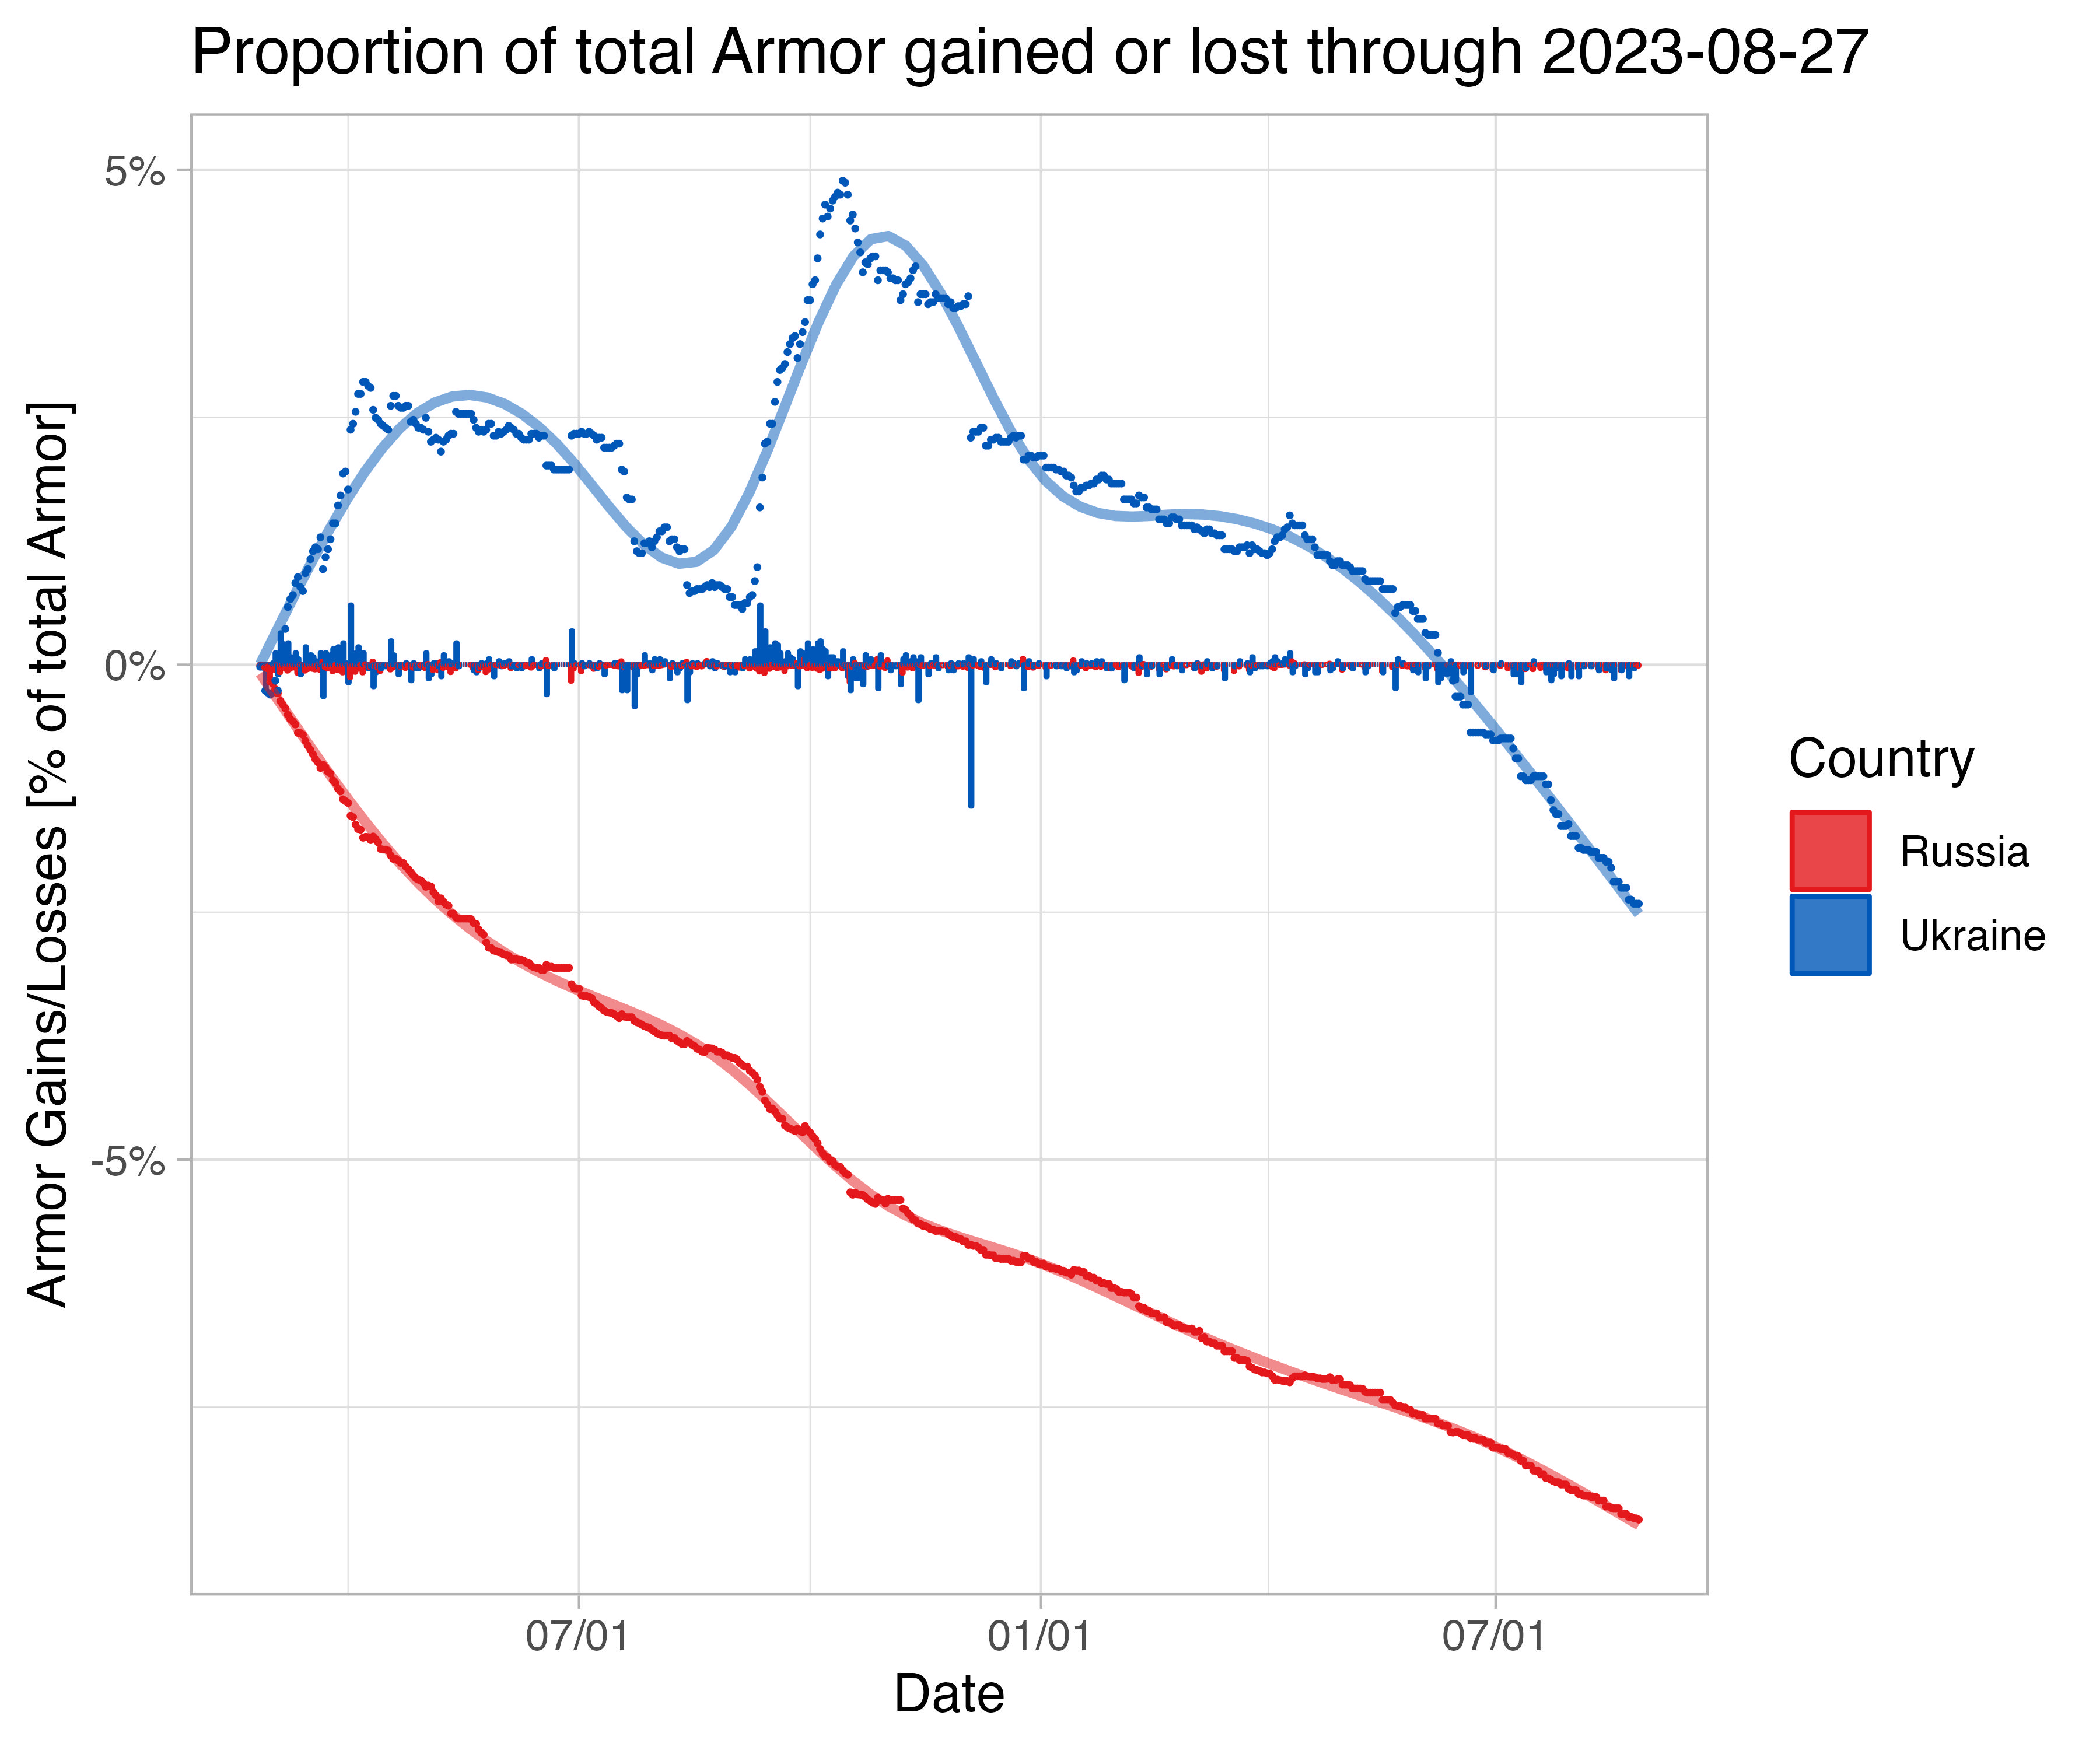 Proportion of total Armor gained or lost through 2023-08-27
Armor Gains/Losses [% of total Armor]
5%
0%
-5%
07/01
01/01
07/01
Date
Country
Russia
Ukraine